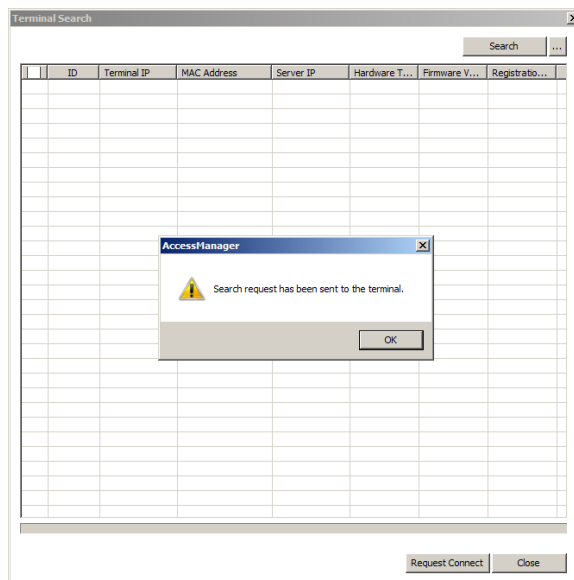 Terminal Search
Search ...
ID Terminal IP MAC Address Server IP Hardware T... Firmware V... Registratio...
AccessManager
Search request has been sent to the terminal.
OK
Request Connect Close